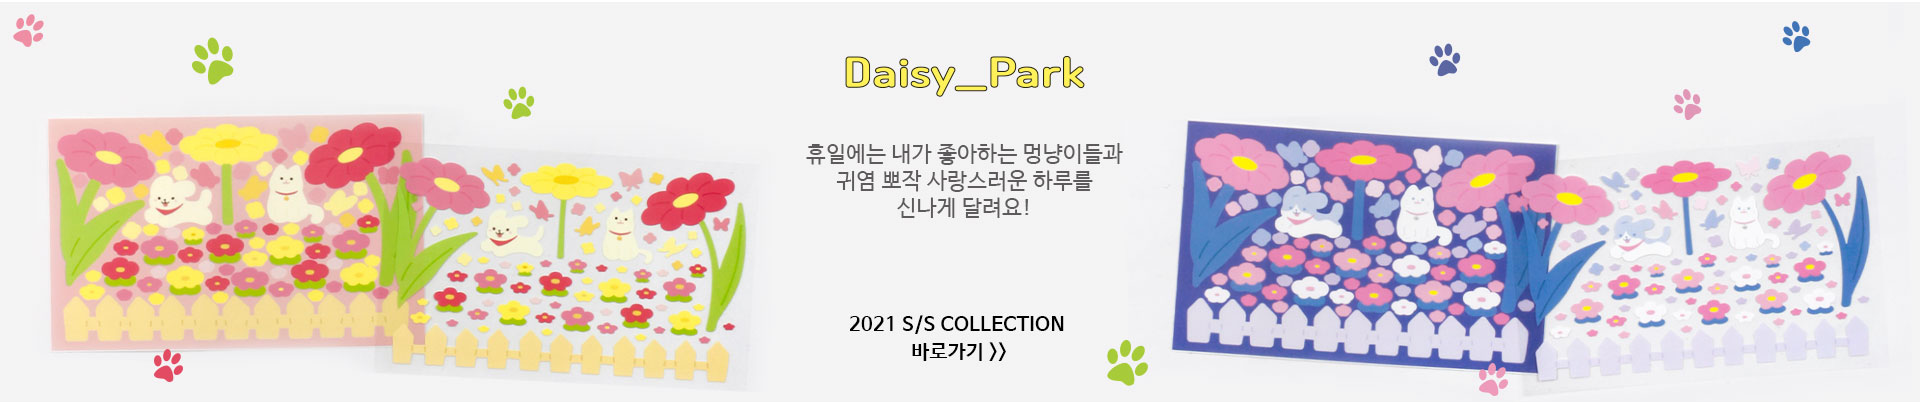 Daisy_Park
휴일에는 내가 좋아하는 멍냥이들과
귀염 뽀작 사랑스러운 하루를
신나게 달려요!
2021 S/S COLLECTION
바로가기 》